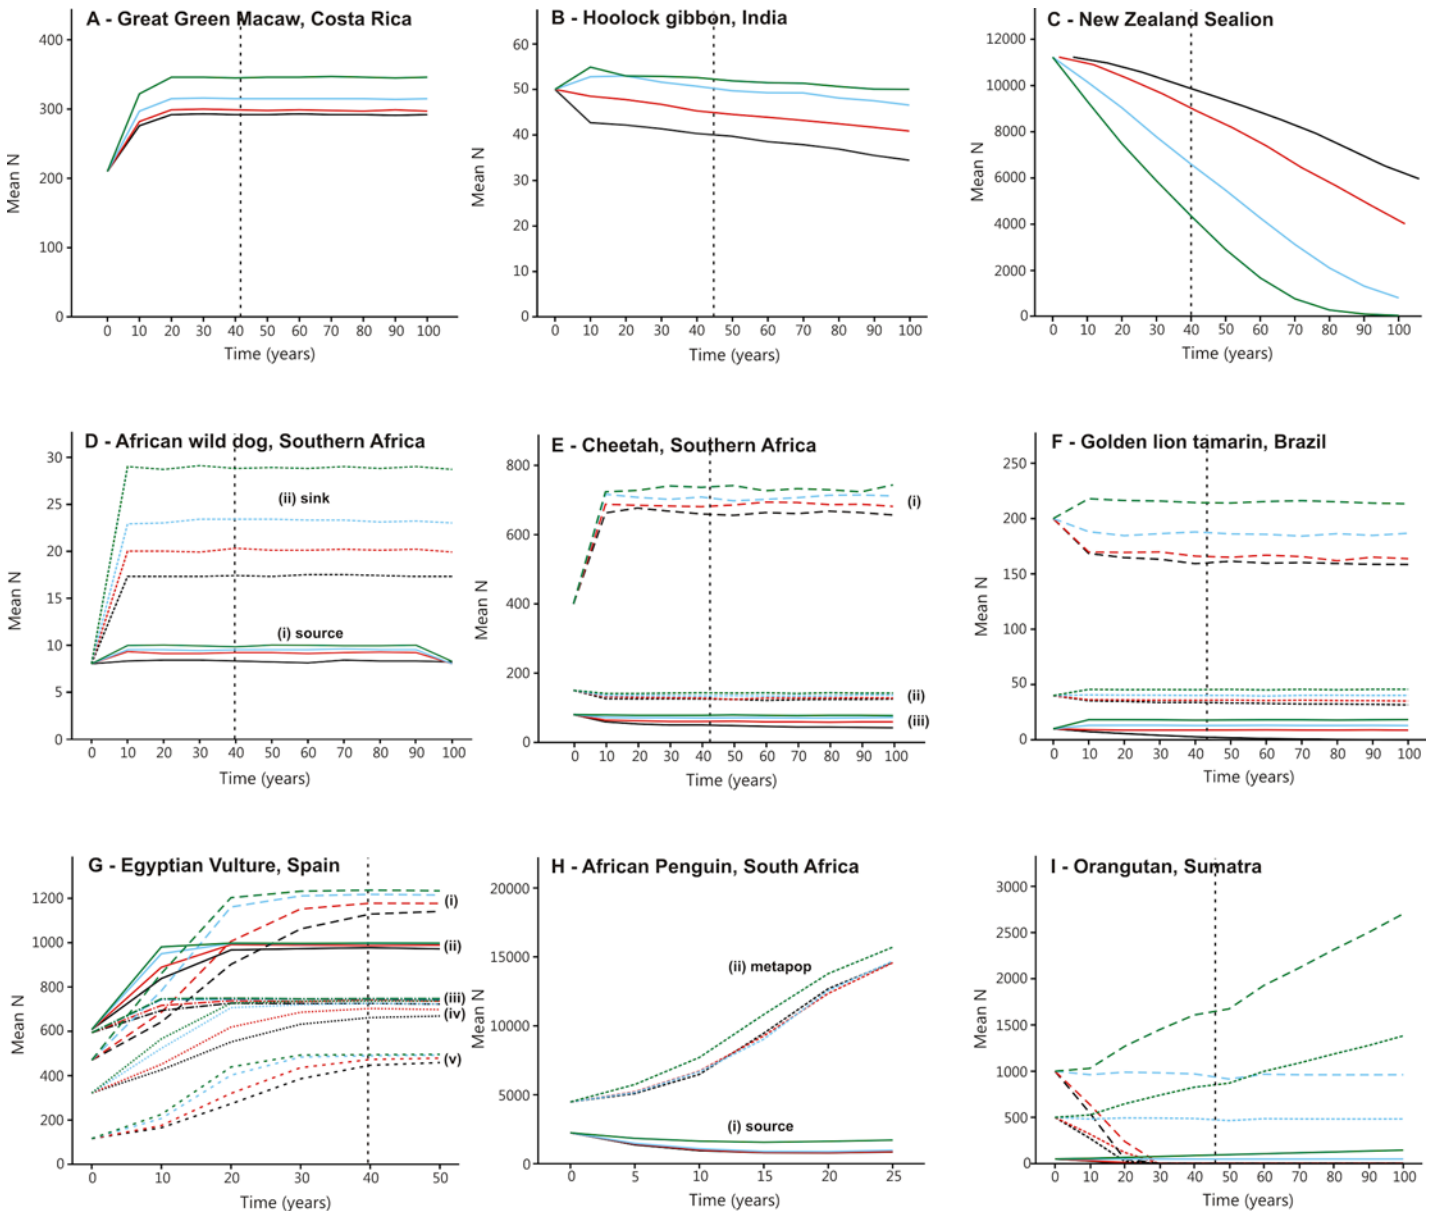 A - Great Green Macaw, Costa Rica
400
300
200
100
0
Mean N
0 10 20 30 40 50 60 70 80 90 100
Time (years)
B - Hoolock gibbon, India
60
50
40
30
20
10
0
Mean N
0 10 20 30 40 50 60 70 80 90 100
Time (years)
C - New Zealand Sealion
12000
10000
8000
6000
4000
2000
0
Mean N
0 10 20 30 40 50 60 70 80 90 100
Time (years)
D - African wild dog, Southern Africa
30
25
20
15
10
5
0
Mean N
(ii) sink
(i) source
0 10 20 30 40 50 60 70 80 90 100
Time (years)
E - Cheetah, Southern Africa
800
600
400
200
0
Mean N
(i)
(ii)
(iii)
0 10 20 30 40 50 60 70 80 90 100
Time (years)
F - Golden lion tamarin, Brazil
250
200
150
100
50
0
Mean N
0 10 20 30 40 50 60 70 80 90 100
Time (years)
G - Egyptian Vulture, Spain
1200
1000
800
600
400
200
0
Mean N
(i)
(ii)
(iii)
(iv)
(v)
0 10 20 30 40 50
Time (years)
H - African Penguin, South Africa
20000
15000
10000
5000
0
Mean N
(ii) metapop
(i) source
0 5 10 15 20 25
Time (years)
I - Orangutan, Sumatra
3000
2500
2000
1500
1000
500
0
Mean N
0 10 20 30 40 50 60 70 80 90 100
Time (years)